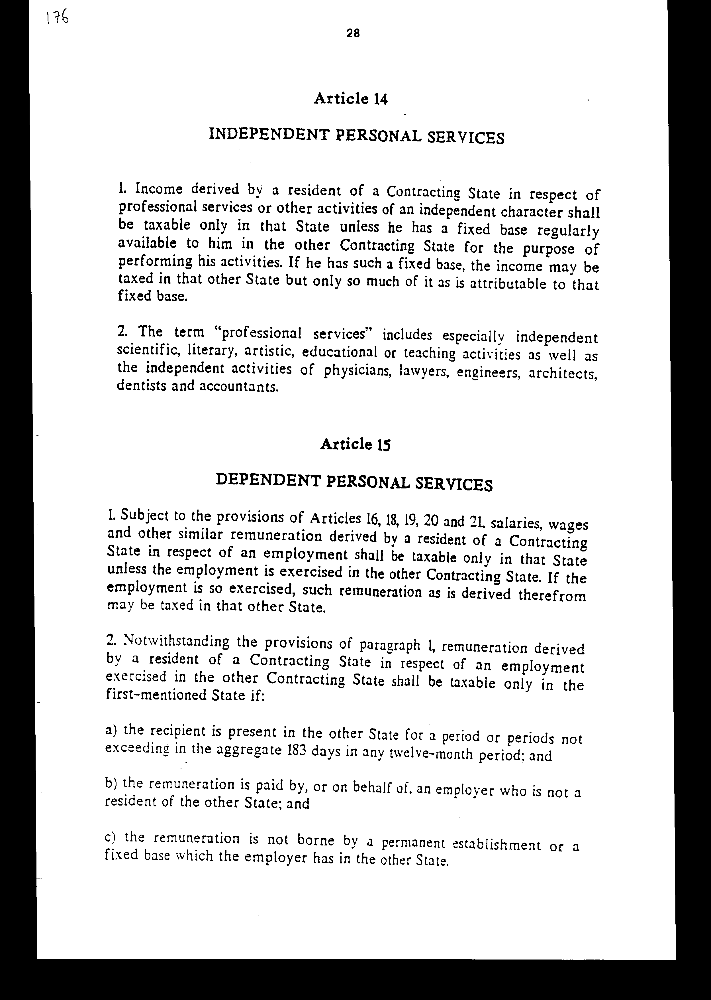 176
28
Article 14
INDEPENDENT PERSONAL SERVICES
1. Income derived by a resident of a Contracting State in respect of
professional services or other activities of an independent character shall
be taxable only in that State unless he has a fixed base regularly
available to him in the other Contracting State for the purpose of
performing his activities. If he has such a fixed base, the income may be
taxed in that other State but only so much of it as is attributable to that
fixed base.
2. The term “professional services” includes especially independent
scientific, literary, artistic, educational or teaching activities as well as
the independent activities of physicians, lawyers, engineers, architects,
dentists and accountants.
Article 15
DEPENDENT PERSONAL SERVICES
1. Subject to the provisions of Articles 16, 18, 19, 20 and 21, salaries, wages
and other similar remuneration derived by a resident of a Contracting
State in respect of an employment shall be taxable only in that State
unless the employment is exercised in the other Contracting State. If the
employment is so exercised, such remuneration as is derived therefrom
may be taxed in that other State.
2. Notwithstanding the provisions of paragraph 1, remuneration derived
by a resident of a Contracting State in respect of an employment
exercised in the other Contracting State shall be taxable only in the
first-mentioned State if:
a) the recipient is present in the other State for a period or periods not
exceeding in the aggregate 183 days in any twelve-month period; and
b) the remuneration is paid by, or on behalf of, an employer who is not a
resident of the other State; and
c) the remuneration is not borne by a permanent establishment or a
fixed base which the employer has in the other State.